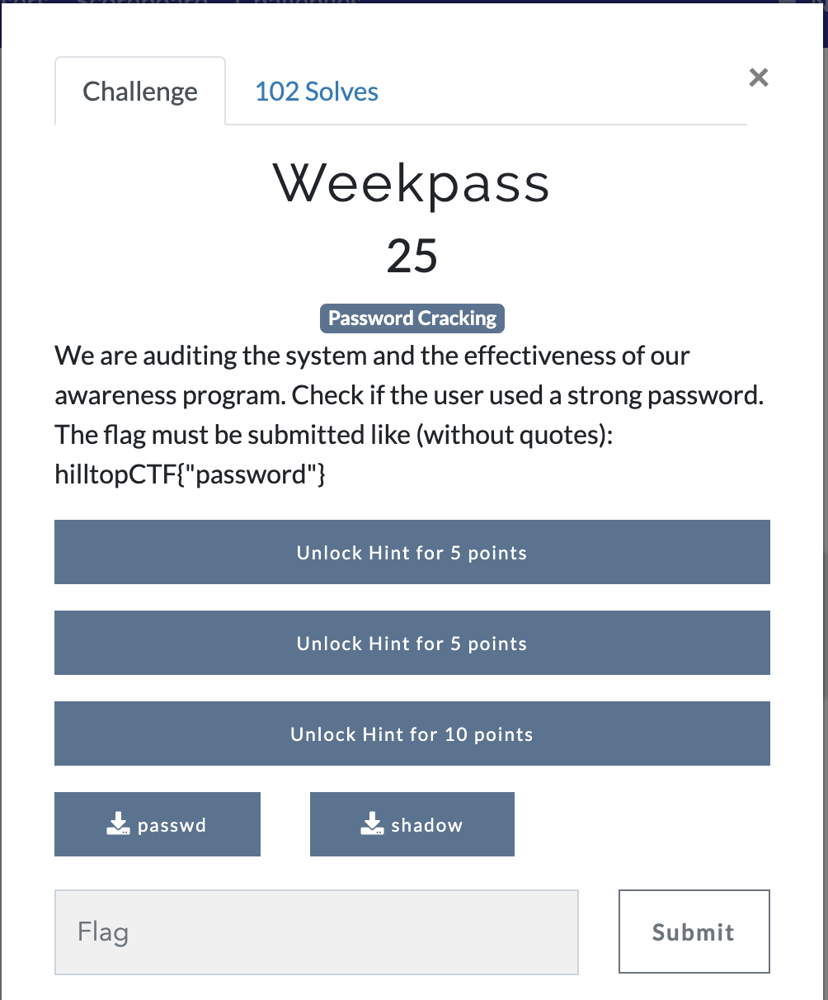 Challenge
102 Solves
×
Weekpass
25
Password Cracking
We are auditing the system and the effectiveness of our
awareness program. Check if the user used a strong password.
The flag must be submitted like (without quotes):
hilltopCTF{"password"}
Unlock Hint for 5 points
Unlock Hint for 5 points
Unlock Hint for 10 points
passwd
shadow
Flag
Submit